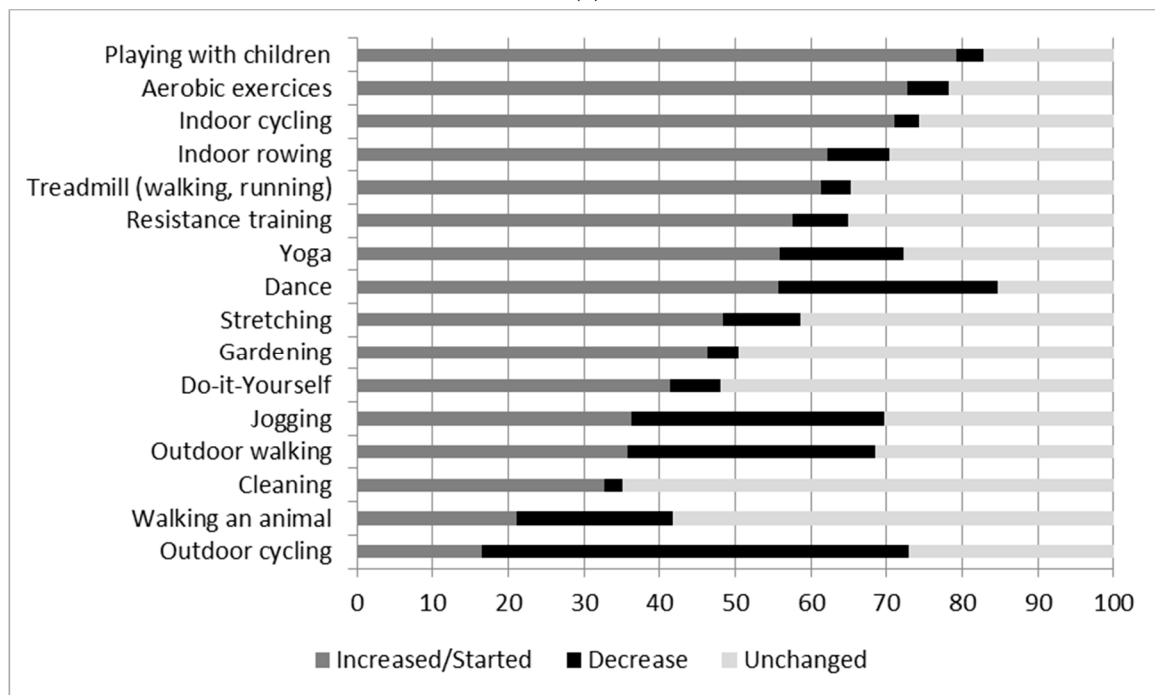 Playing with children
Aerobic exercices
Indoor cycling
Indoor rowing
Treadmill (walking, running)
Resistance training
Yoga
Dance
Stretching
Gardening
Do-it-Yourself
Jogging
Outdoor walking
Cleaning
Walking an animal
Outdoor cycling
0 10 20 30 40 50 60 70 80 90 100
Increased/Started Decrease Unchanged